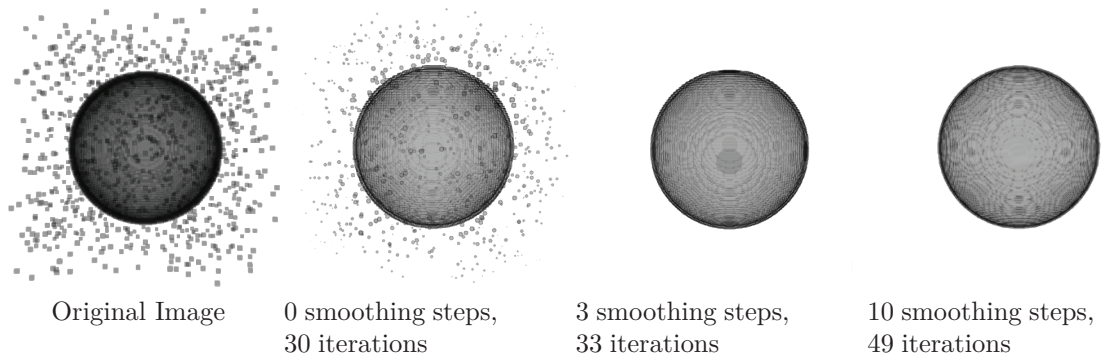 Original Image
0 smoothing steps,
30 iterations
3 smoothing steps,
33 iterations
10 smoothing steps,
49 iterations